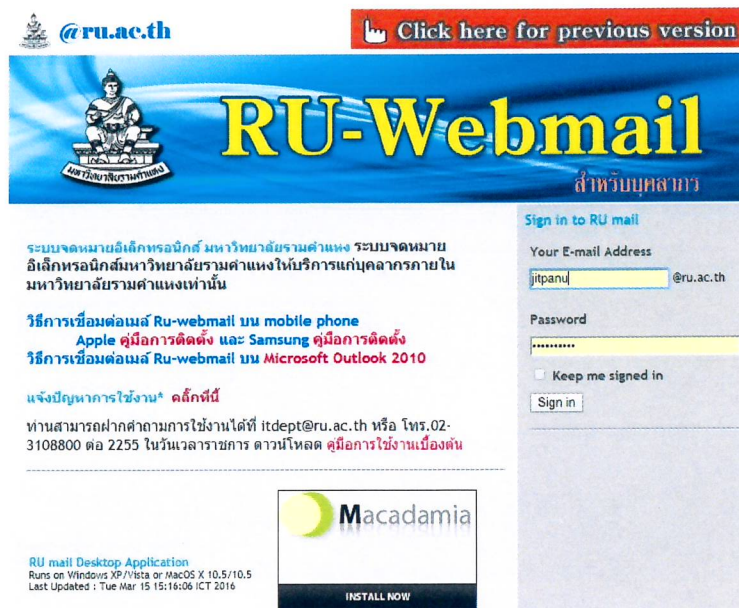 @ru.ac.th
Click here for previous version
RU-Webmail
มหาวิทยาลัยรามคำแหง
สำหรับบุคลากร
ระบบจดหมายอิเล็กทรอนิกส์ มหาวิทยาลัยรามคำแหง ระบบจดหมาย
อิเล็กทรอนิกส์มหาวิทยาลัยรามคำแหงให้บริการแก่บุคลากรภายใน
มหาวิทยาลัยรามคำแหงเท่านั้น
วิธีการเชื่อมต่อเมล์ Ru-webmail บน mobile phone
Apple คู่มือการติดตั้ง และ Samsung คู่มือการติดตั้ง
วิธีการเชื่อมต่อเมล์ Ru-webmail บน Microsoft Outlook 2010
แจ้งปัญหาการใช้งาน* คลิ๊กที่นี่
ท่านสามารถฝากคำถามการใช้งานได้ที่ itdept@ru.ac.th หรือ โทร.02-
3108800 ต่อ 2255 ในวันเวลาราชการ ดาวน์โหลด คู่มือการใช้งานเบื้องต้น
Sign in to RU mail
Your E-mail Address
jitpanu @ru.ac.th
Password
••••••••••
Keep me signed in
Sign in
RU mail Desktop Application
Runs on Windows XP/Vista or MacOS X 10.5/10.5
Last Updated : Tue Mar 15 15:16:06 ICT 2016
Macadamia
INSTALL NOW